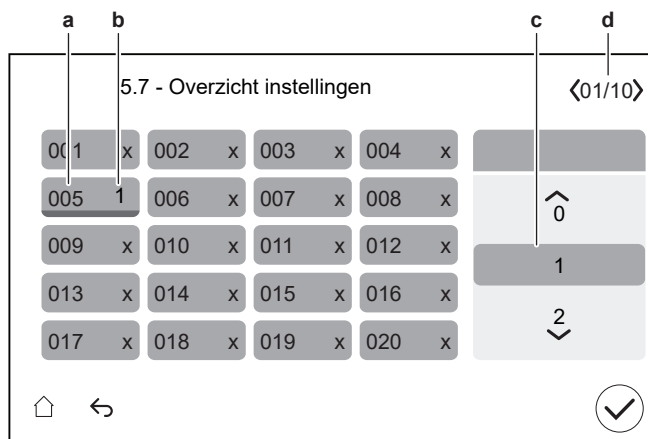 a b c d
5.7 - Overzicht instellingen
01/10
001 x 002 x 003 x 004 x
005 1 006 x 007 x 008 x
0
009 x 010 x 011 x 012 x
1
013 x 014 x 015 x 016 x
2
017 x 018 x 019 x 020 x